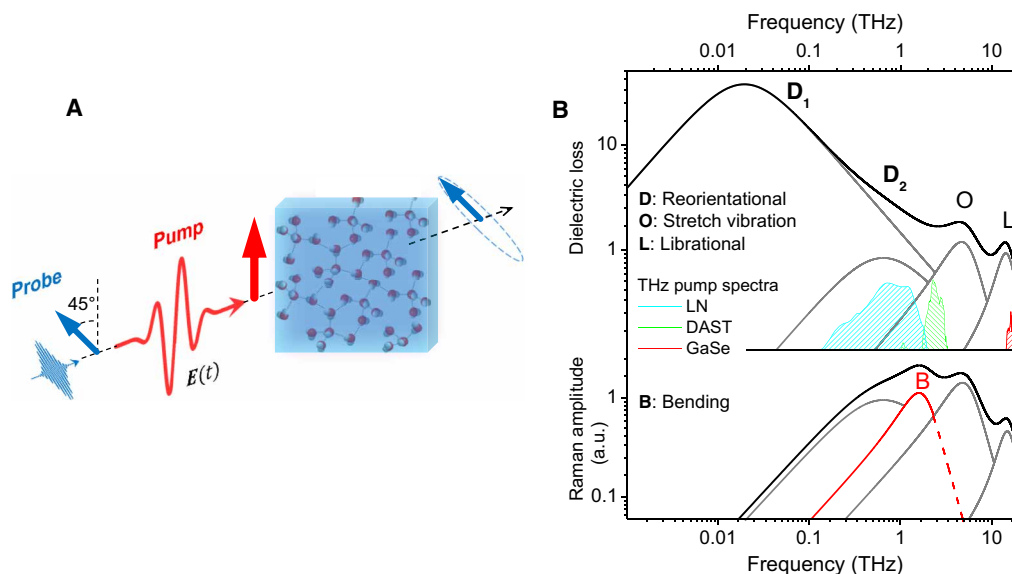 A
Probe
45°
Pump
E(t)
B
Frequency (THz)
0.01
0.1
1
10
Dielectric loss
10
1
D₁
D₂
O
L
D: Reorientational
O: Stretch vibration
L: Librational
THz pump spectra
LN
DAST
GaSe
Raman amplitude
(a.u.)
1
0.1
B
B: Bending
0.01
0.1
1
10
Frequency (THz)